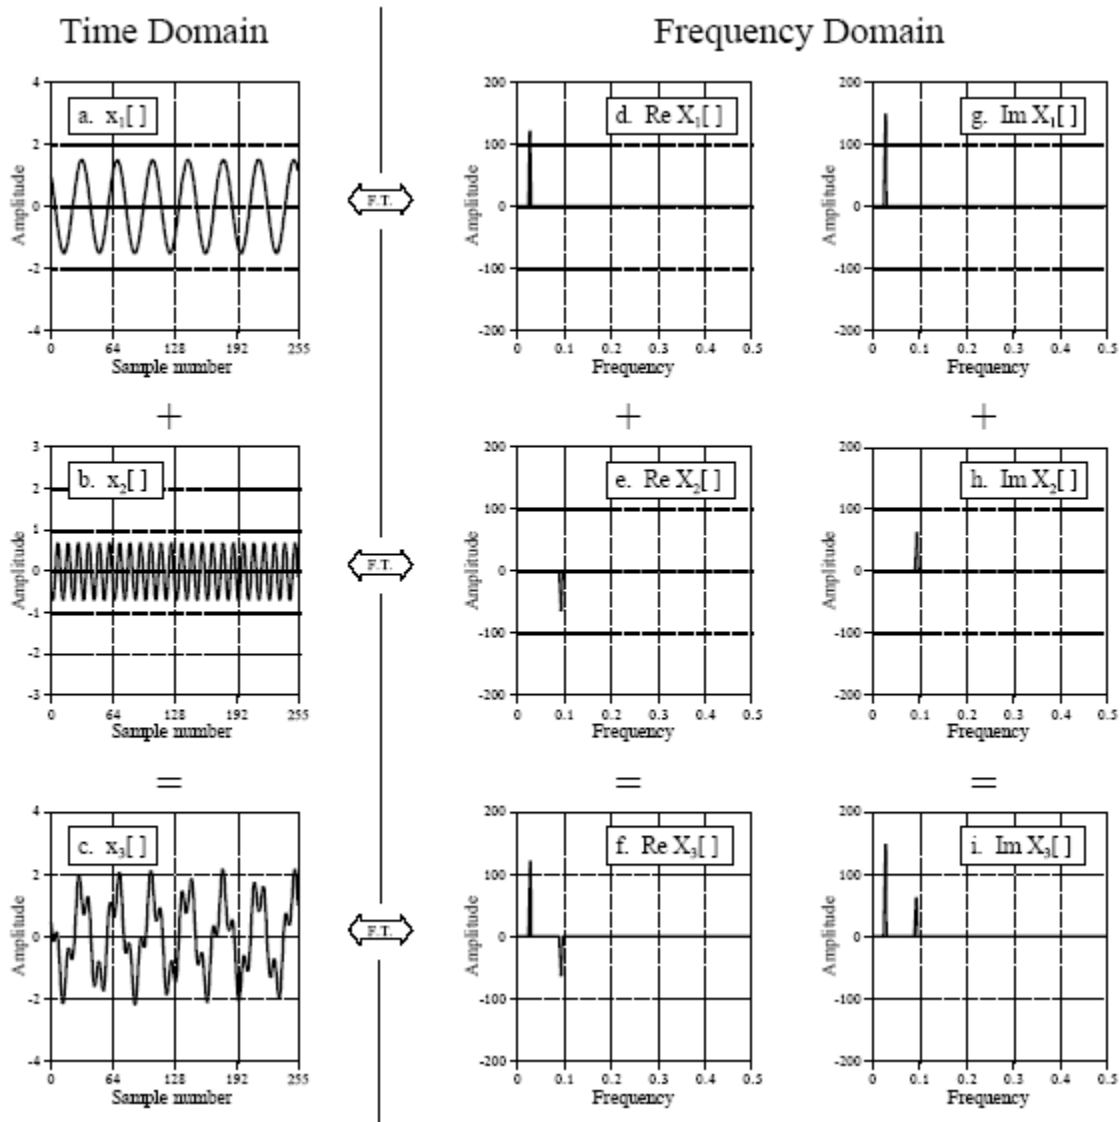 Time Domain
Frequency Domain
4
2
0
-2
-4
Amplitude
a. x1[ ]
0 64 128 192 255
Sample number
F.T.
200
100
0
-100
-200
Amplitude
d. Re X1[ ]
0 0.1 0.2 0.3 0.4 0.5
Frequency
200
100
0
-100
-200
Amplitude
g. Im X1[ ]
0 0.1 0.2 0.3 0.4 0.5
Frequency
+
+
+
3
2
1
0
-1
-2
-3
Amplitude
b. x2[ ]
0 64 128 192 255
Sample number
F.T.
200
100
0
-100
-200
Amplitude
e. Re X2[ ]
0 0.1 0.2 0.3 0.4 0.5
Frequency
200
100
0
-100
-200
Amplitude
h. Im X2[ ]
0 0.1 0.2 0.3 0.4 0.5
Frequency
=
=
=
4
2
0
-2
-4
Amplitude
c. x3[ ]
0 64 128 192 255
Sample number
F.T.
200
100
0
-100
-200
Amplitude
f. Re X3[ ]
0 0.1 0.2 0.3 0.4 0.5
Frequency
200
100
0
-100
-200
Amplitude
i. Im X3[ ]
0 0.1 0.2 0.3 0.4 0.5
Frequency